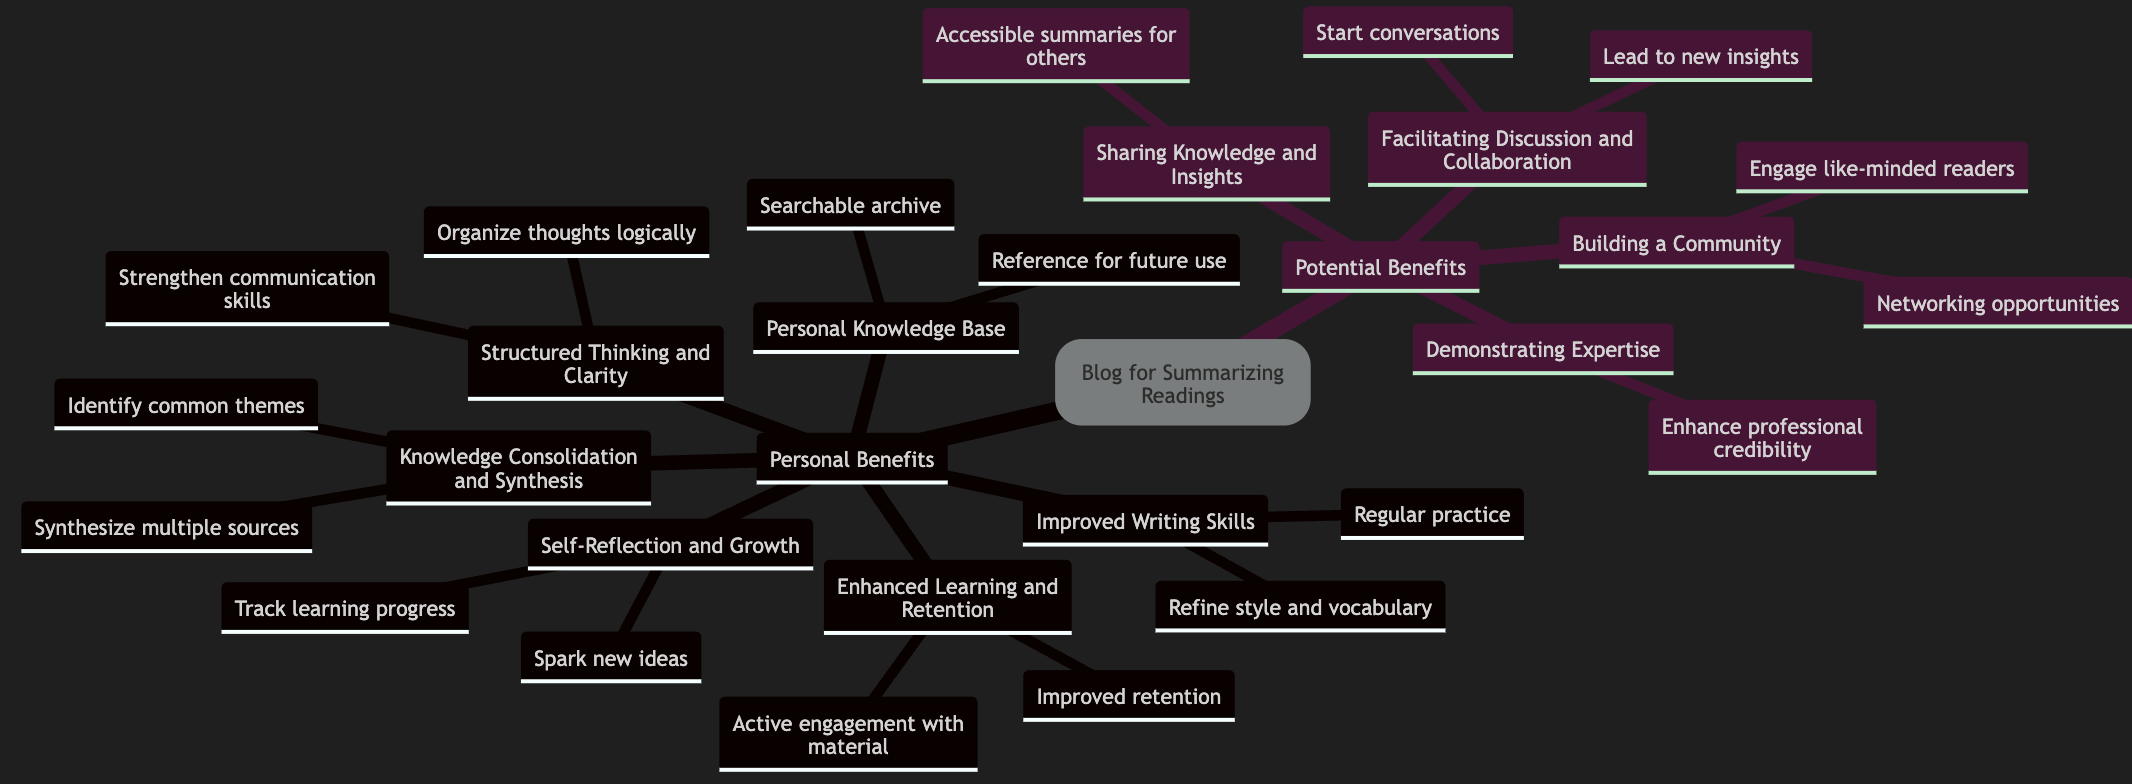 Accessible summaries for
others
Start conversations
Lead to new insights
Sharing Knowledge and
Insights
Facilitating Discussion and
Collaboration
Engage like-minded readers
Building a Community
Potential Benefits
Networking opportunities
Demonstrating Expertise
Enhance professional
credibility
Blog for Summarizing
Readings
Searchable archive
Organize thoughts logically
Reference for future use
Strengthen communication
skills
Personal Knowledge Base
Structured Thinking and
Clarity
Identify common themes
Knowledge Consolidation
and Synthesis
Personal Benefits
Synthesize multiple sources
Self-Reflection and Growth
Improved Writing Skills
Regular practice
Track learning progress
Enhanced Learning and
Retention
Refine style and vocabulary
Spark new ideas
Improved retention
Active engagement with
material